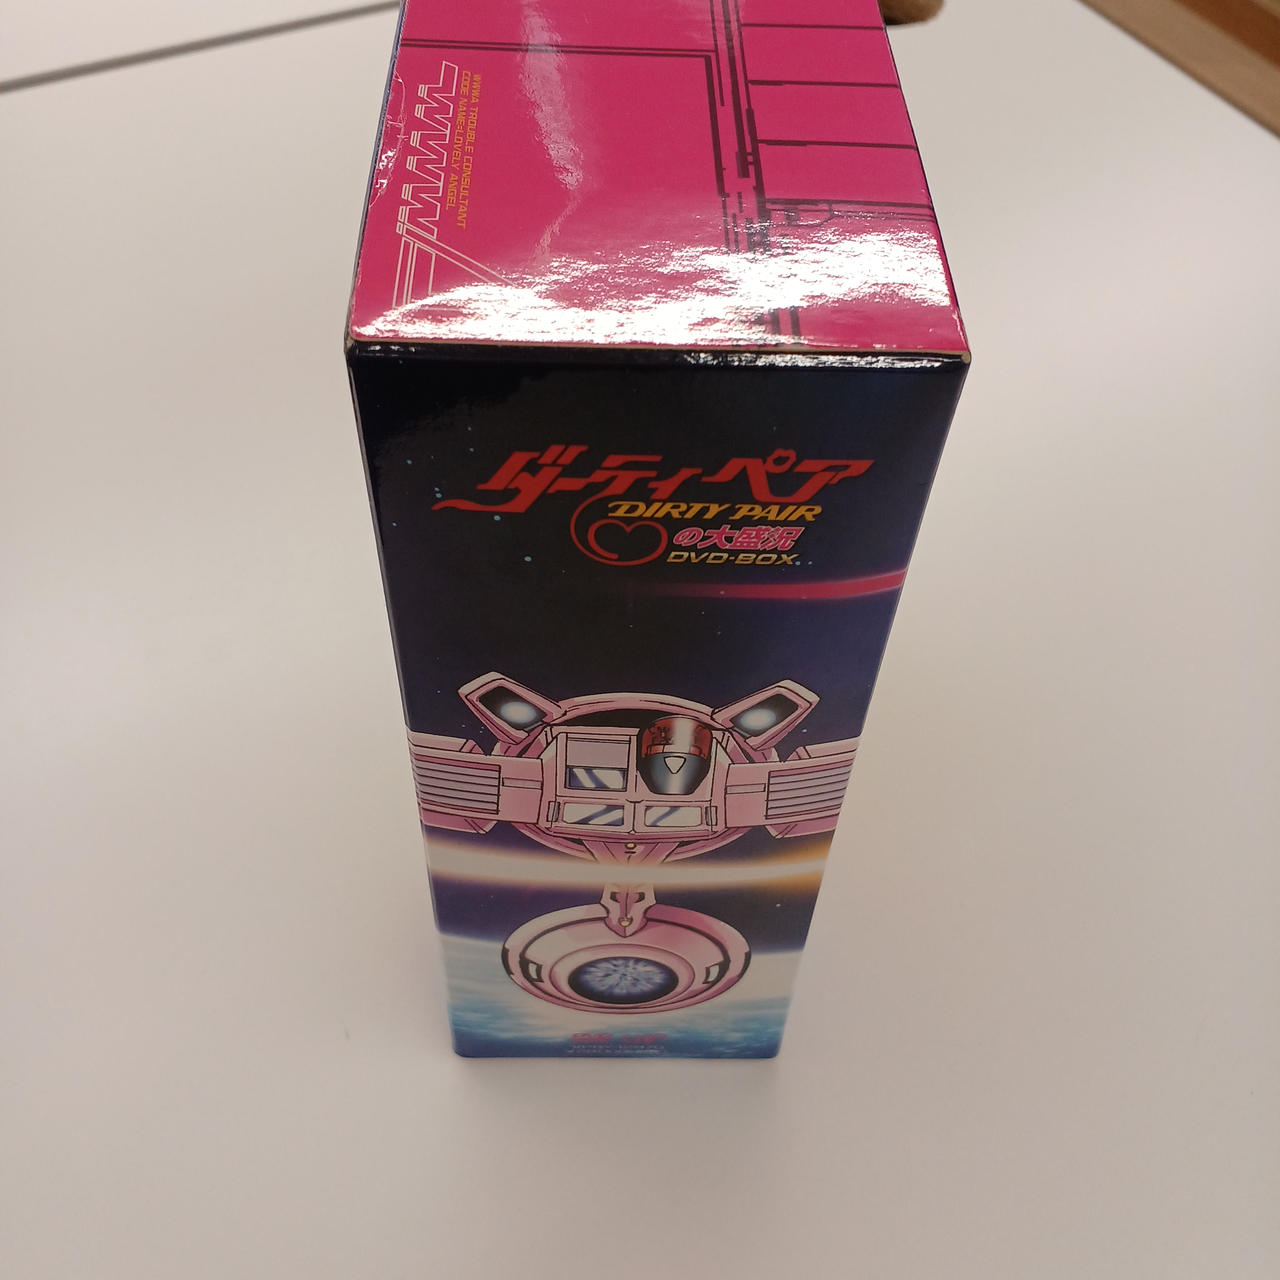 WWWA TROUBLE CONSULTANT
CODE NAME=LOVELY ANGEL
WWWA
ダーティペア
DIRTY PAIR
の大盛況
DVD-BOX